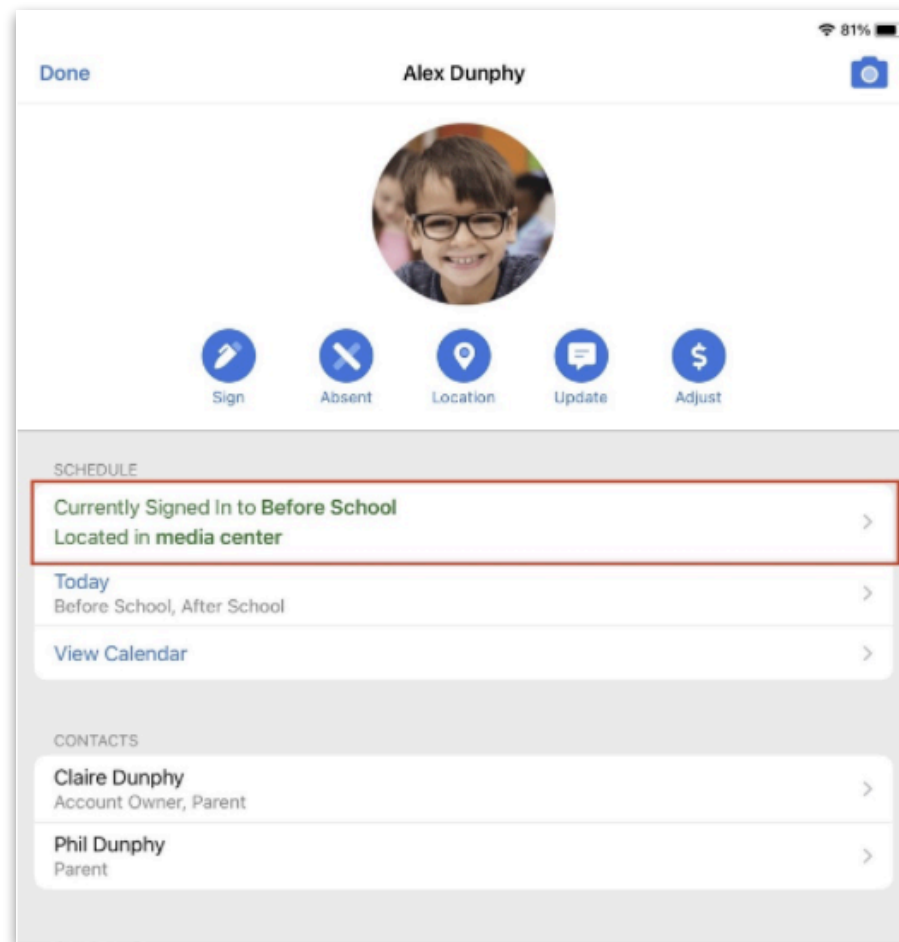 81%
Done
Alex Dunphy
Sign
Absent
Location
Update
Adjust
SCHEDULE
Currently Signed In to Before School
Located in media center
Today
Before School, After School
View Calendar
CONTACTS
Claire Dunphy
Account Owner, Parent
Phil Dunphy
Parent